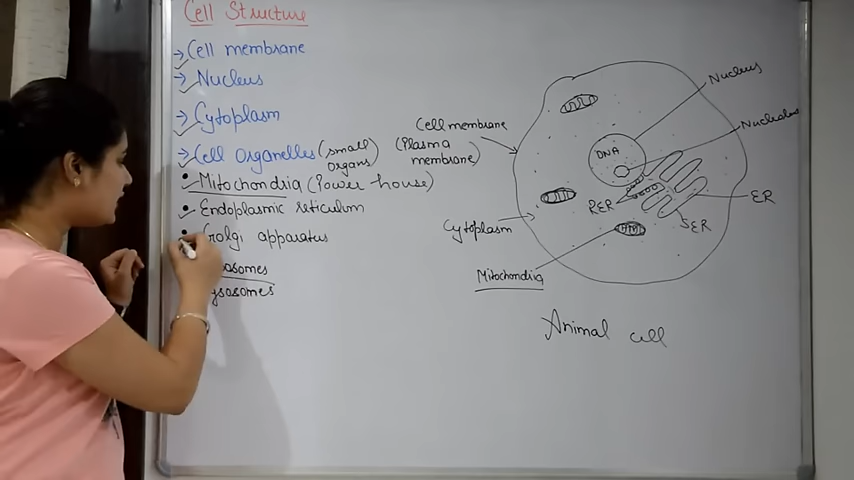 Cell Structure
→ Cell membrane
→ Nucleus
→ Cytoplasm
→ Cell Organelles (small organs)
• Mitochondria (Power house)
• Endoplasmic reticulum
• Golgi apparatus
Cell membrane
(Plasma
membrane)
Cytoplasm
Mitochondria
DNA
RER
SER
ER
Nucleus
Nucleolus
Animal cell